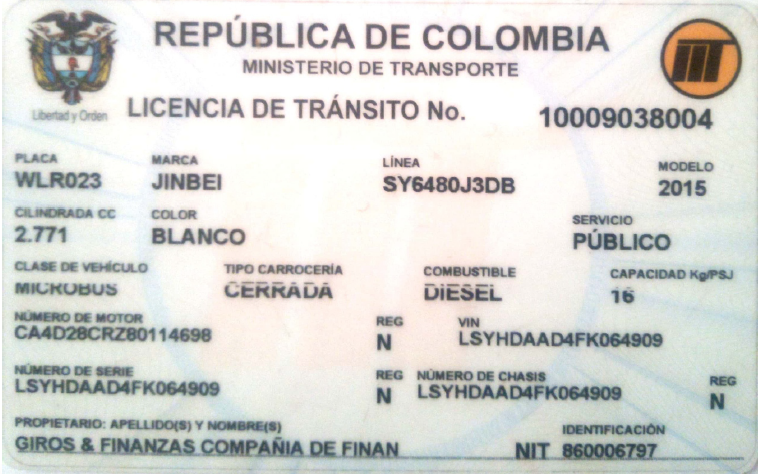 REPÚBLICA DE COLOMBIA
MINISTERIO DE TRANSPORTE
Libertad y Orden
LICENCIA DE TRÁNSITO No. 10009038004
PLACA MARCA LÍNEA MODELO
WLR023 JINBEI SY6480J3DB 2015
CILINDRADA CC COLOR SERVICIO
2.771 BLANCO PÚBLICO
CLASE DE VEHÍCULO TIPO CARROCERÍA COMBUSTIBLE CAPACIDAD Kg/PSJ
MICROBUS CERRADA DIESEL 16
NÚMERO DE MOTOR REG VIN
CA4D28CRZ80114698 N LSYHDAAD4FK064909
NÚMERO DE SERIE REG NÚMERO DE CHASIS REG
LSYHDAAD4FK064909 N LSYHDAAD4FK064909 N
PROPIETARIO: APELLIDO(S) Y NOMBRE(S) IDENTIFICACIÓN
GIROS & FINANZAS COMPAÑIA DE FINAN NIT 860006797